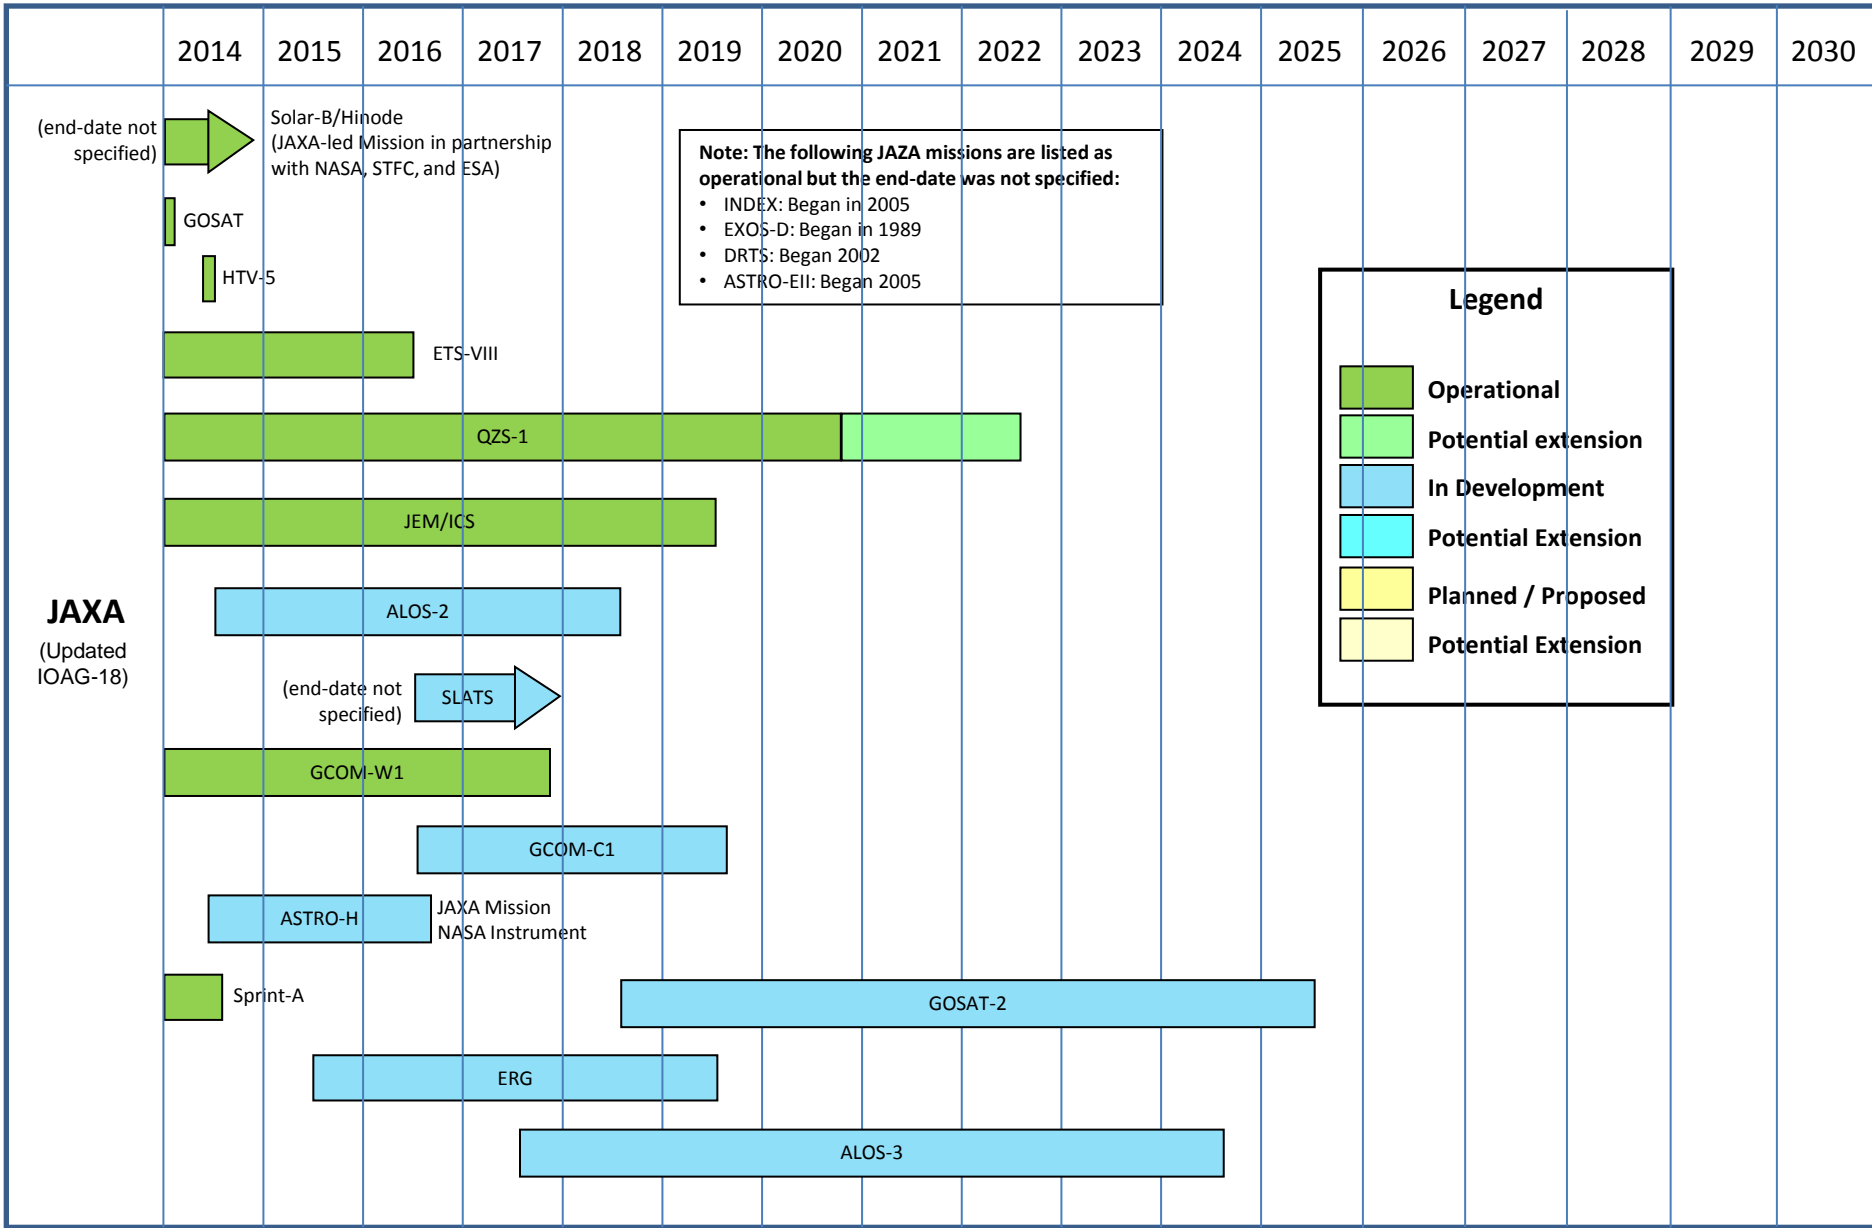 2014 2015 2016 2017 2018 2019 2020 2021 2022 2023 2024 2025 2026 2027 2028 2029 2030
(end-date not
specified)
Solar-B/Hinode
(JAXA-led Mission in partnership
with NASA, STFC, and ESA)
Note: The following JAZA missions are listed as
operational but the end-date was not specified:
• INDEX: Began in 2005
• EXOS-D: Began in 1989
• DRTS: Began 2002
• ASTRO-EII: Began 2005
GOSAT
HTV-5
Legend
Operational
Potential extension
In Development
Potential Extension
Planned / Proposed
Potential Extension
ETS-VIII
QZS-1
JEM/ICS
JAXA
(Updated
IOAG-18)
ALOS-2
(end-date not
specified)
SLATS
GCOM-W1
GCOM-C1
ASTRO-H
JAXA Mission
NASA Instrument
Sprint-A
GOSAT-2
ERG
ALOS-3